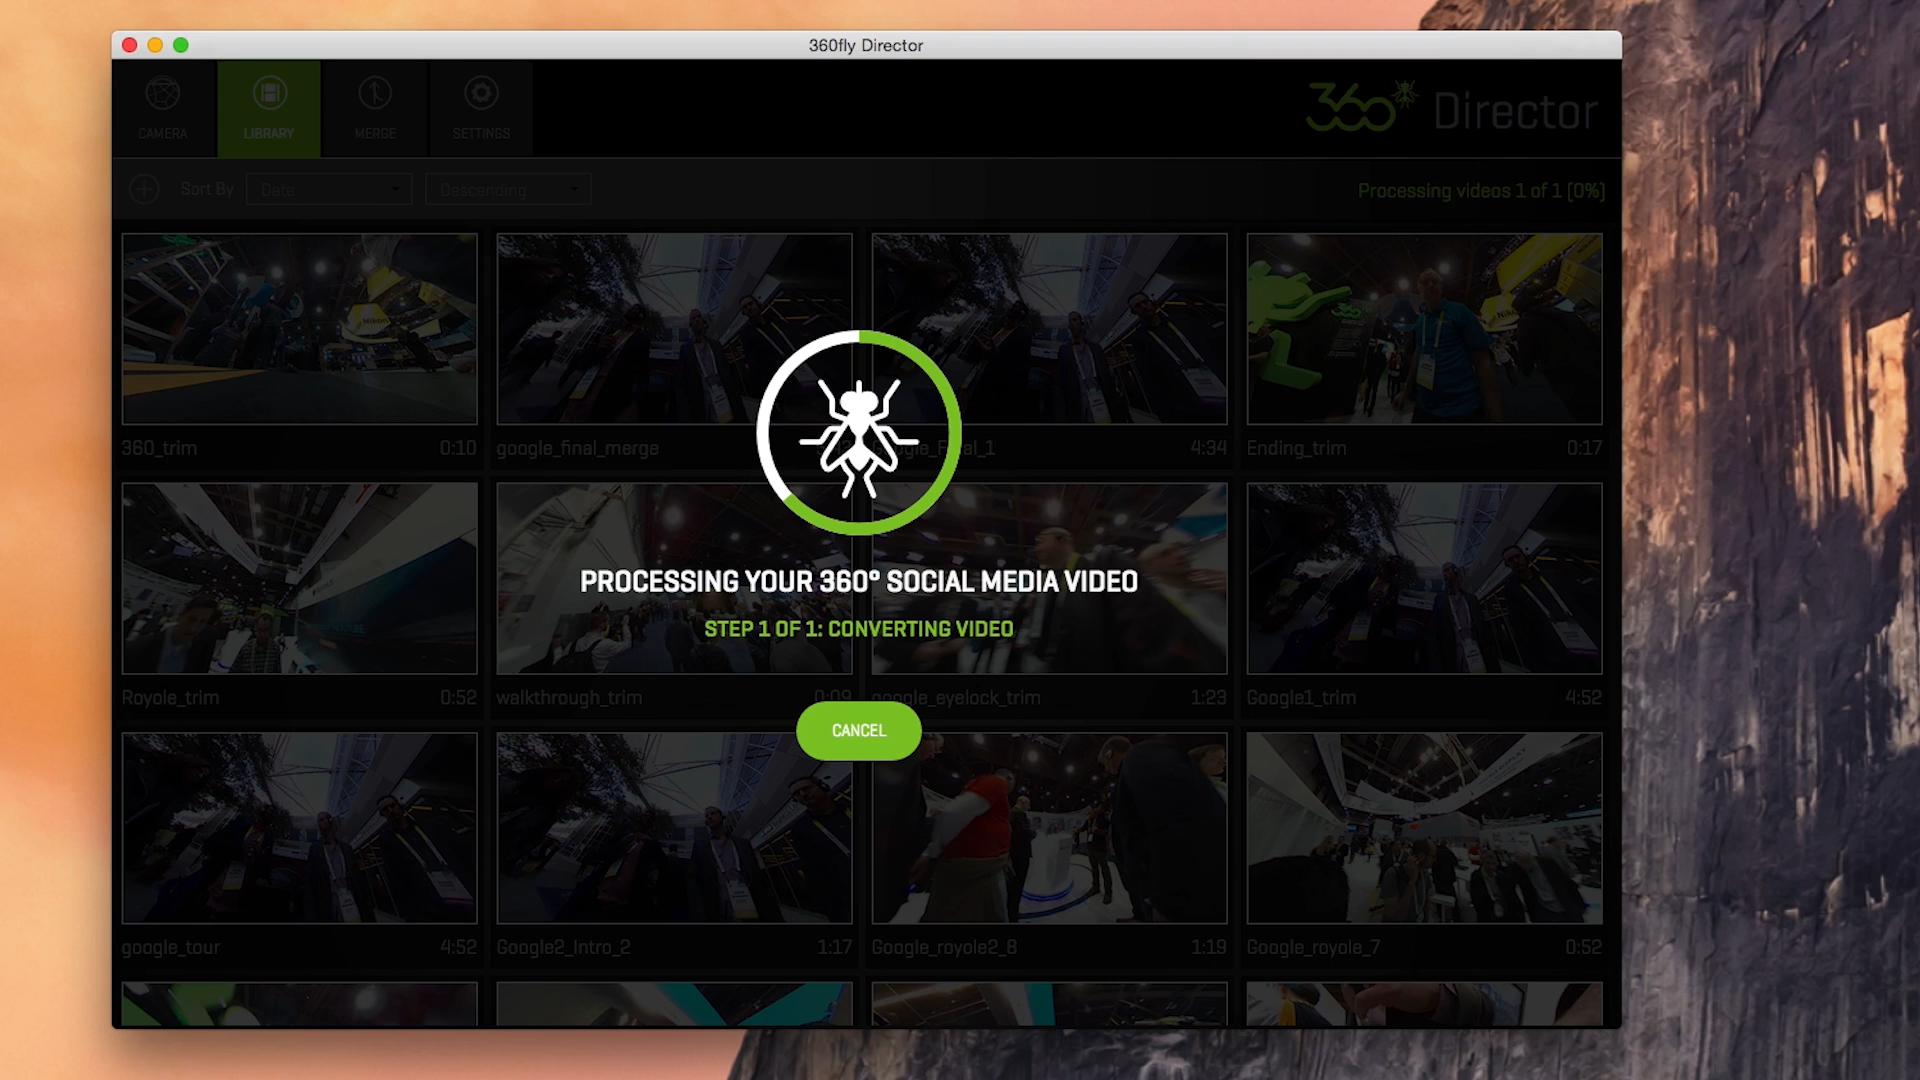 360fly Director
CAMERA
LIBRARY
MERGE
SETTINGS
360 Director
Sort By
Date
Descending
Processing videos 1 of 1 (0%)
360_trim 0:10
google_final_merge
4:34
Ending_trim 0:17
PROCESSING YOUR 360° SOCIAL MEDIA VIDEO
STEP 1 OF 1: CONVERTING VIDEO
Royole_trim 0:52
walkthrough_trim 0:09
google_eyelock_trim 1:23
Google1_trim 4:52
CANCEL
google_tour 4:52
Google2_Intro_2 1:17
Google_royole2_8 1:19
Google_royole_7 0:52